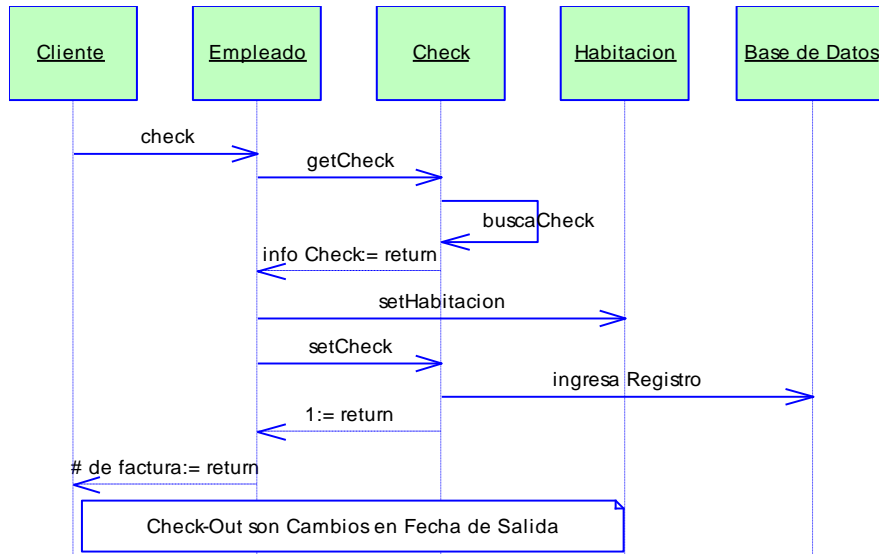 Cliente
Empleado
Check
Habitacion
Base de Datos
check
getCheck
buscaCheck
info Check:= return
setHabitacion
setCheck
ingresa Registro
1:= return
# de factura:= return
Check-Out son Cambios en Fecha de Salida